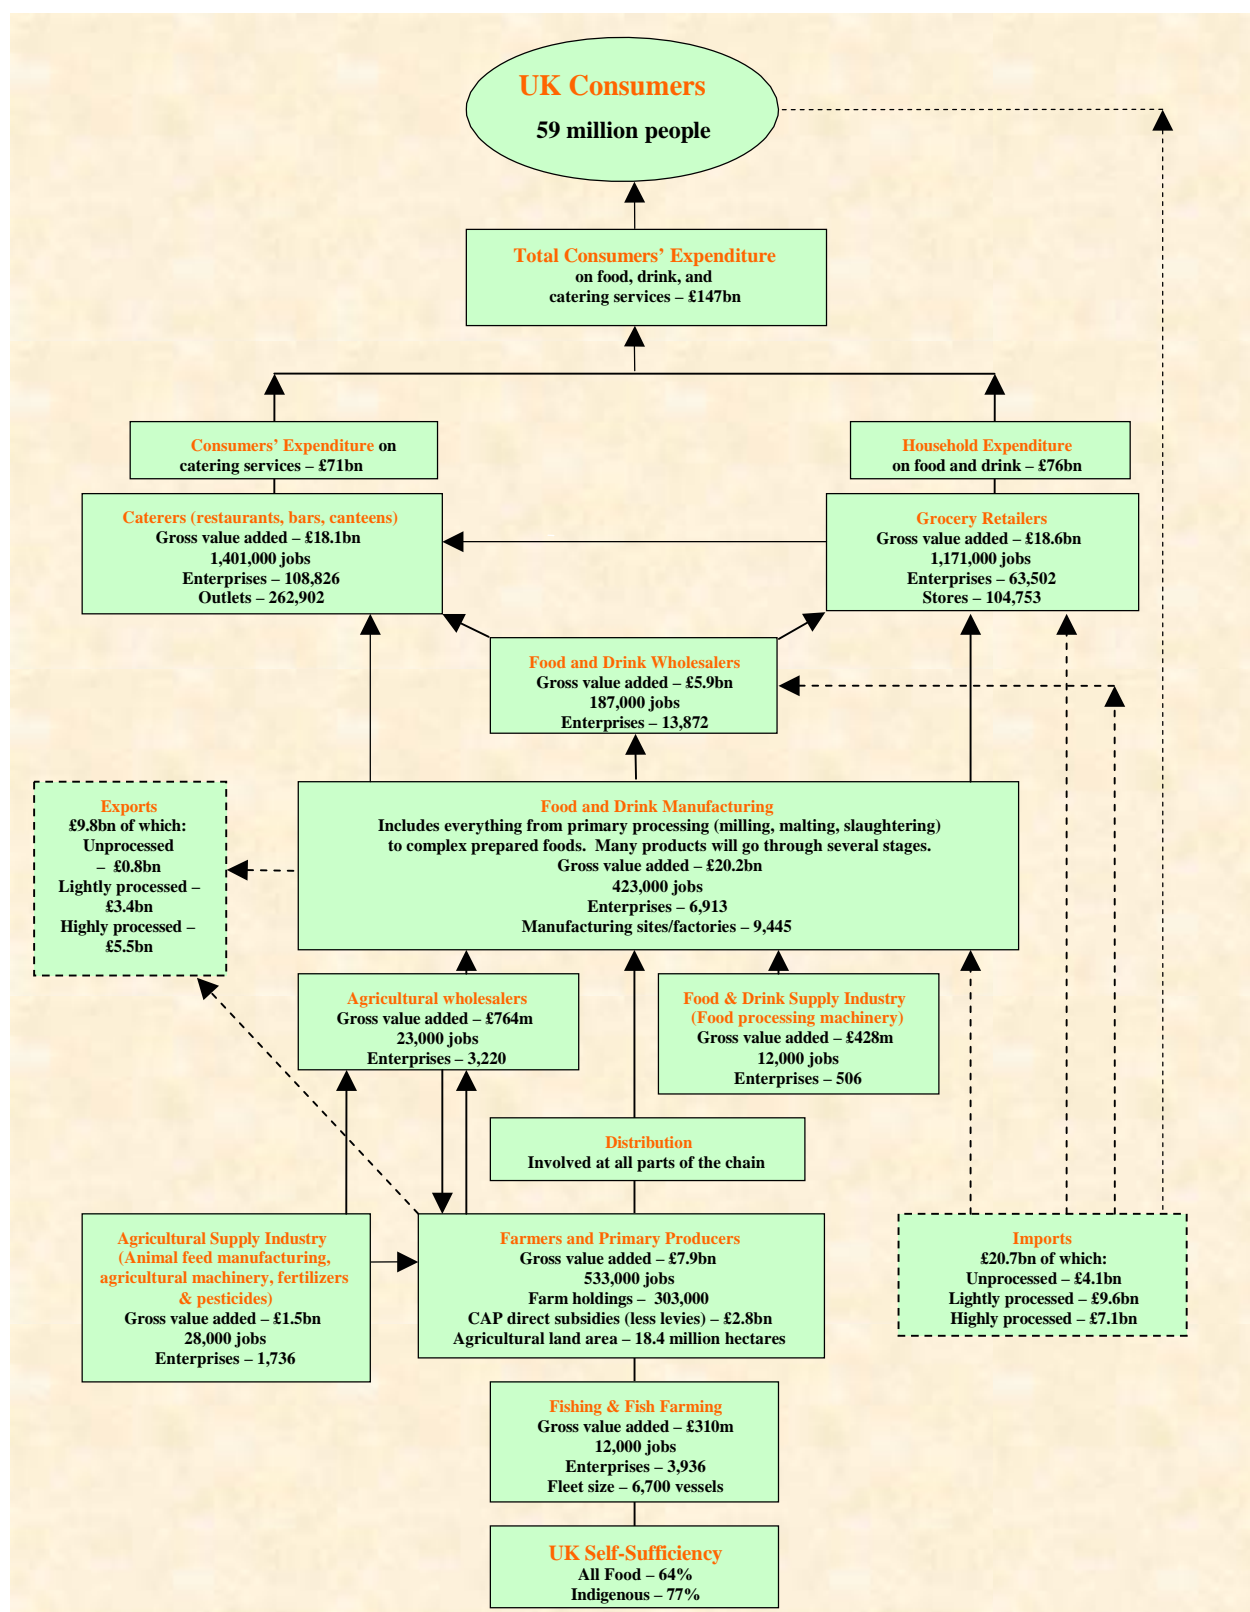 UK Consumers
59 million people
Total Consumers’ Expenditure
on food, drink, and
catering services – £147bn
Consumers’ Expenditure on
catering services – £71bn
Household Expenditure
on food and drink – £76bn
Caterers (restaurants, bars, canteens)
Gross value added – £18.1bn
1,401,000 jobs
Enterprises – 108,826
Outlets – 262,902
Grocery Retailers
Gross value added – £18.6bn
1,171,000 jobs
Enterprises – 63,502
Stores – 104,753
Food and Drink Wholesalers
Gross value added – £5.9bn
187,000 jobs
Enterprises – 13,872
Exports
£9.8bn of which:
Unprocessed
– £0.8bn
Lightly processed –
£3.4bn
Highly processed –
£5.5bn
Food and Drink Manufacturing
Includes everything from primary processing (milling, malting, slaughtering)
to complex prepared foods.  Many products will go through several stages.
Gross value added – £20.2bn
423,000 jobs
Enterprises – 6,913
Manufacturing sites/factories – 9,445
Agricultural wholesalers
Gross value added – £764m
23,000 jobs
Enterprises – 3,220
Food & Drink Supply Industry
(Food processing machinery)
Gross value added – £428m
12,000 jobs
Enterprises – 506
Distribution
Involved at all parts of the chain
Agricultural Supply Industry
(Animal feed manufacturing,
agricultural machinery, fertilizers
& pesticides)
Gross value added – £1.5bn
28,000 jobs
Enterprises – 1,736
Farmers and Primary Producers
Gross value added – £7.9bn
533,000 jobs
Farm holdings –  303,000
CAP direct subsidies (less levies) – £2.8bn
Agricultural land area – 18.4 million hectares
Imports
£20.7bn of which:
Unprocessed – £4.1bn
Lightly processed – £9.6bn
Highly processed – £7.1bn
Fishing & Fish Farming
Gross value added – £310m
12,000 jobs
Enterprises – 3,936
Fleet size – 6,700 vessels
UK Self-Sufficiency
All Food – 64%
Indigenous – 77%